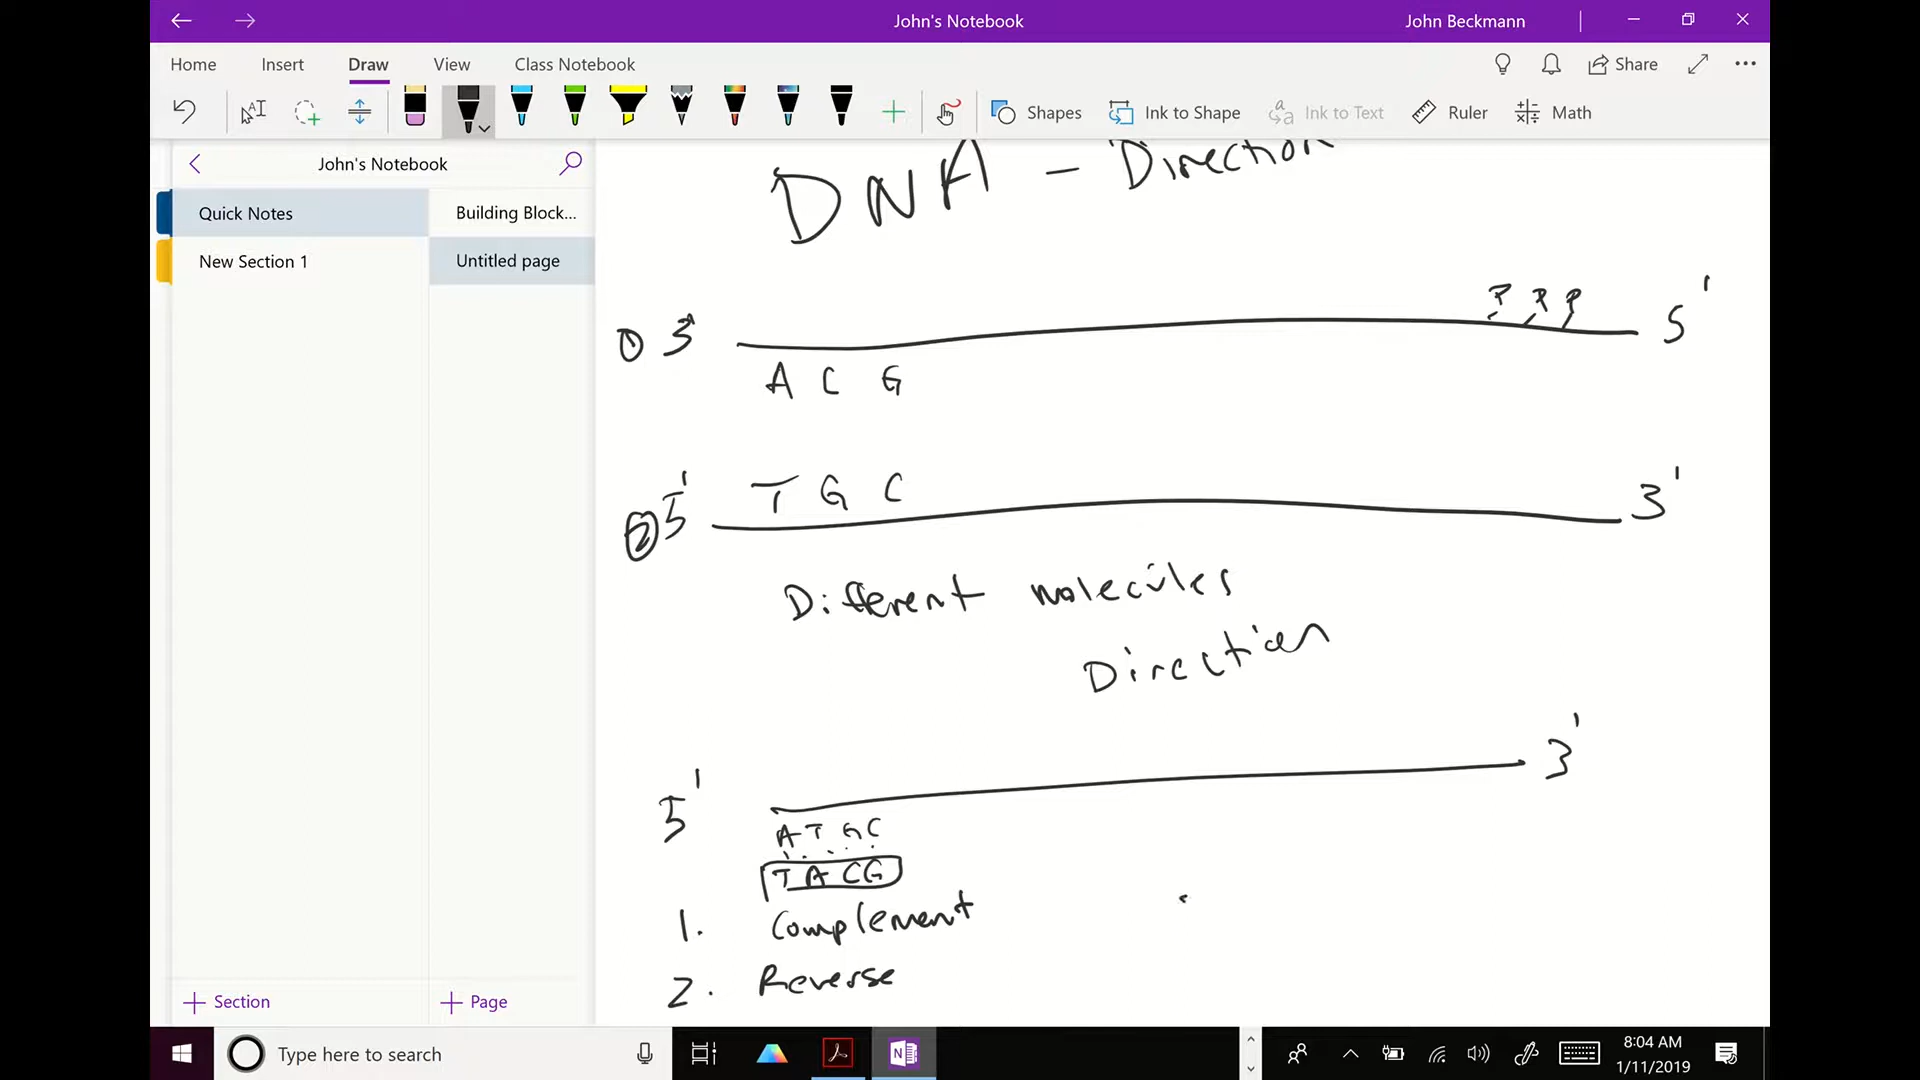 John's Notebook
John Beckmann
Home Insert Draw View Class Notebook
Share
Shapes Ink to Shape Ink to Text Ruler Math
John's Notebook
Quick Notes
New Section 1
Building Block...
Untitled page
DNA - Direction
① 3' P P P 5'
A C G
② 5' T G C 3'
Different molecules
Direction
5' 3'
A T G C
T A C G
1. Complement
2. Reverse
+ Section
+ Page
Type here to search
8:04 AM
1/11/2019